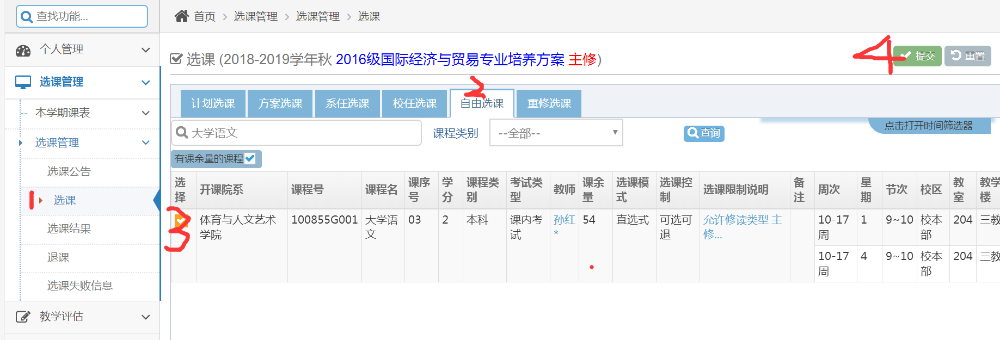 查找功能...
首页 > 选课管理 > 选课管理 > 选课
个人管理
选课管理
本学期课表
选课管理
选课公告
1 选课
选课结果
退课
选课失败信息
教学评估
选课 (2018-2019学年秋 2016级国际经济与贸易专业培养方案 主修)
4 提交 重置
2
计划选课 方案选课 系任选课 校任选课 自由选课 重修选课
大学语文 课程类别 --全部-- 查询 点击打开时间筛选器
有课余量的课程
选择 开课院系 课程号 课程名 课序号 学分 课程类别 考试类型 教师 课余量 选课模式 选课控制 选课限制说明 备注 周次 星期 节次 校区 教室 教学楼
3 体育与人文艺术学院 100855G001 大学语文 03 2 本科 课内考试 孙红* 54 直选式 可选可退 允许修读类型 主修... 10-17周 1 9~10 校本部 204 三教
10-17周 4 9~10 校本部 204 三教